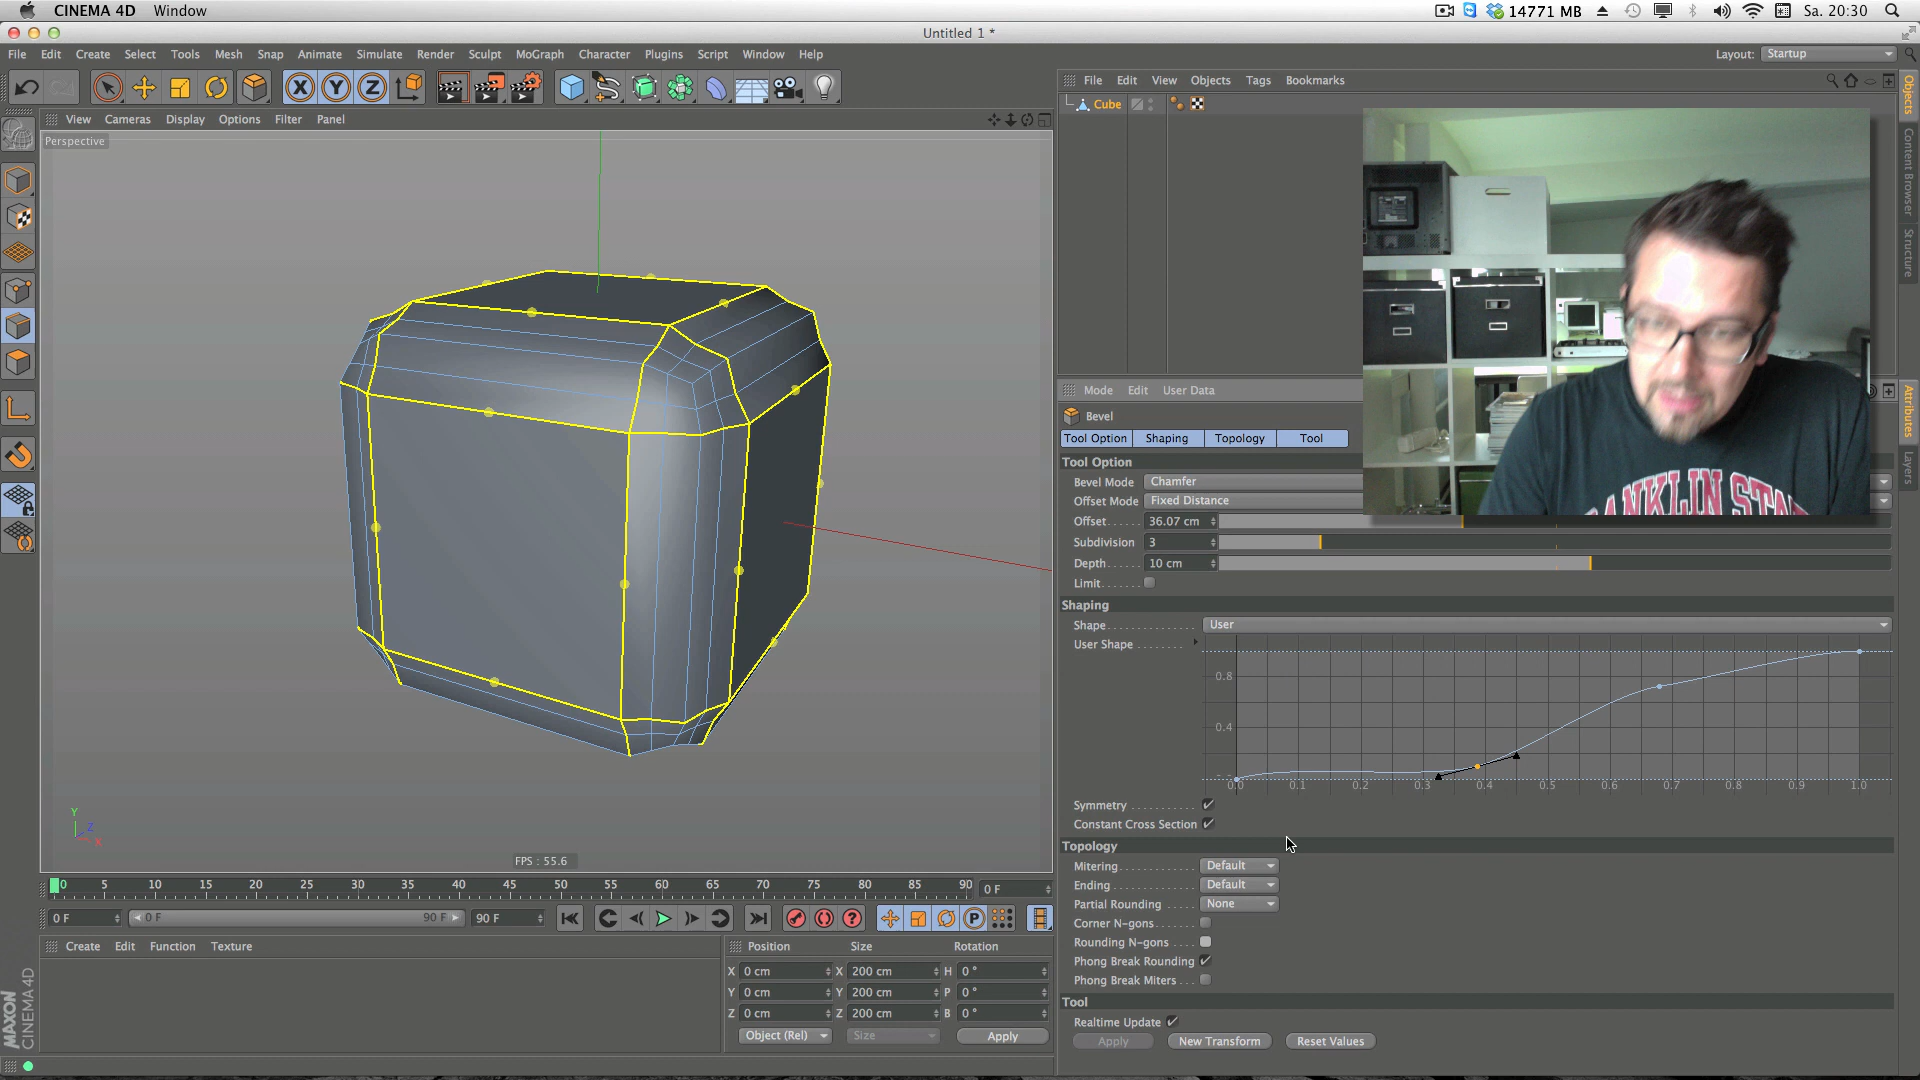 CINEMA 4D Window 14771 MB Sa. 20:30
Untitled 1 *
File Edit Create Select Tools Mesh Snap Animate Simulate Render Sculpt MoGraph Character Plugins Script Window Help Layout: Startup
X Y Z
File Edit View Objects Tags Bookmarks
Cube
View Cameras Display Options Filter Panel
Perspective
Objects
Content Browser
Structure
Mode Edit User Data
Attributes
Layers
Bevel
Tool Option Shaping Topology Tool
Tool Option
Bevel Mode Chamfer
Offset Mode Fixed Distance
Offset 36.07 cm
Subdivision 3
Depth 10 cm
Limit
Shaping
Shape User
User Shape
0.8
0.4
0.0 0.1 0.2 0.3 0.4 0.5 0.6 0.7 0.8 0.9 1.0
Symmetry
Constant Cross Section
Topology
Mitering Default
Ending Default
Partial Rounding None
Corner N-gons
Rounding N-gons
Phong Break Rounding
Phong Break Miters
Tool
Realtime Update
Apply New Transform Reset Values
ANKLIN STA
Y
Z
X
FPS : 55.6
0 5 10 15 20 25 30 35 40 45 50 55 60 65 70 75 80 85 90 0 F
0 F 0 F 90 F 90 F P
Create Edit Function Texture
Position Size Rotation
X 0 cm X 200 cm H 0 °
Y 0 cm Y 200 cm P 0 °
Z 0 cm Z 200 cm B 0 °
Object (Rel) Size Apply
MAXON
CINEMA 4D